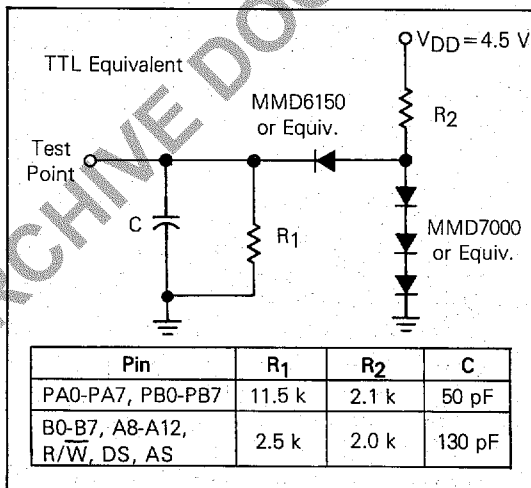 VDD=4.5 V
TTL Equivalent
MMD6150
or Equiv.
R2
Test
Point
C
R1
MMD7000
or Equiv.
Pin R1 R2 C
PA0-PA7, PB0-PB7 11.5 k 2.1 k 50 pF
B0-B7, A8-A12,
R/W̅, DS, AS 2.5 k 2.0 k 130 pF